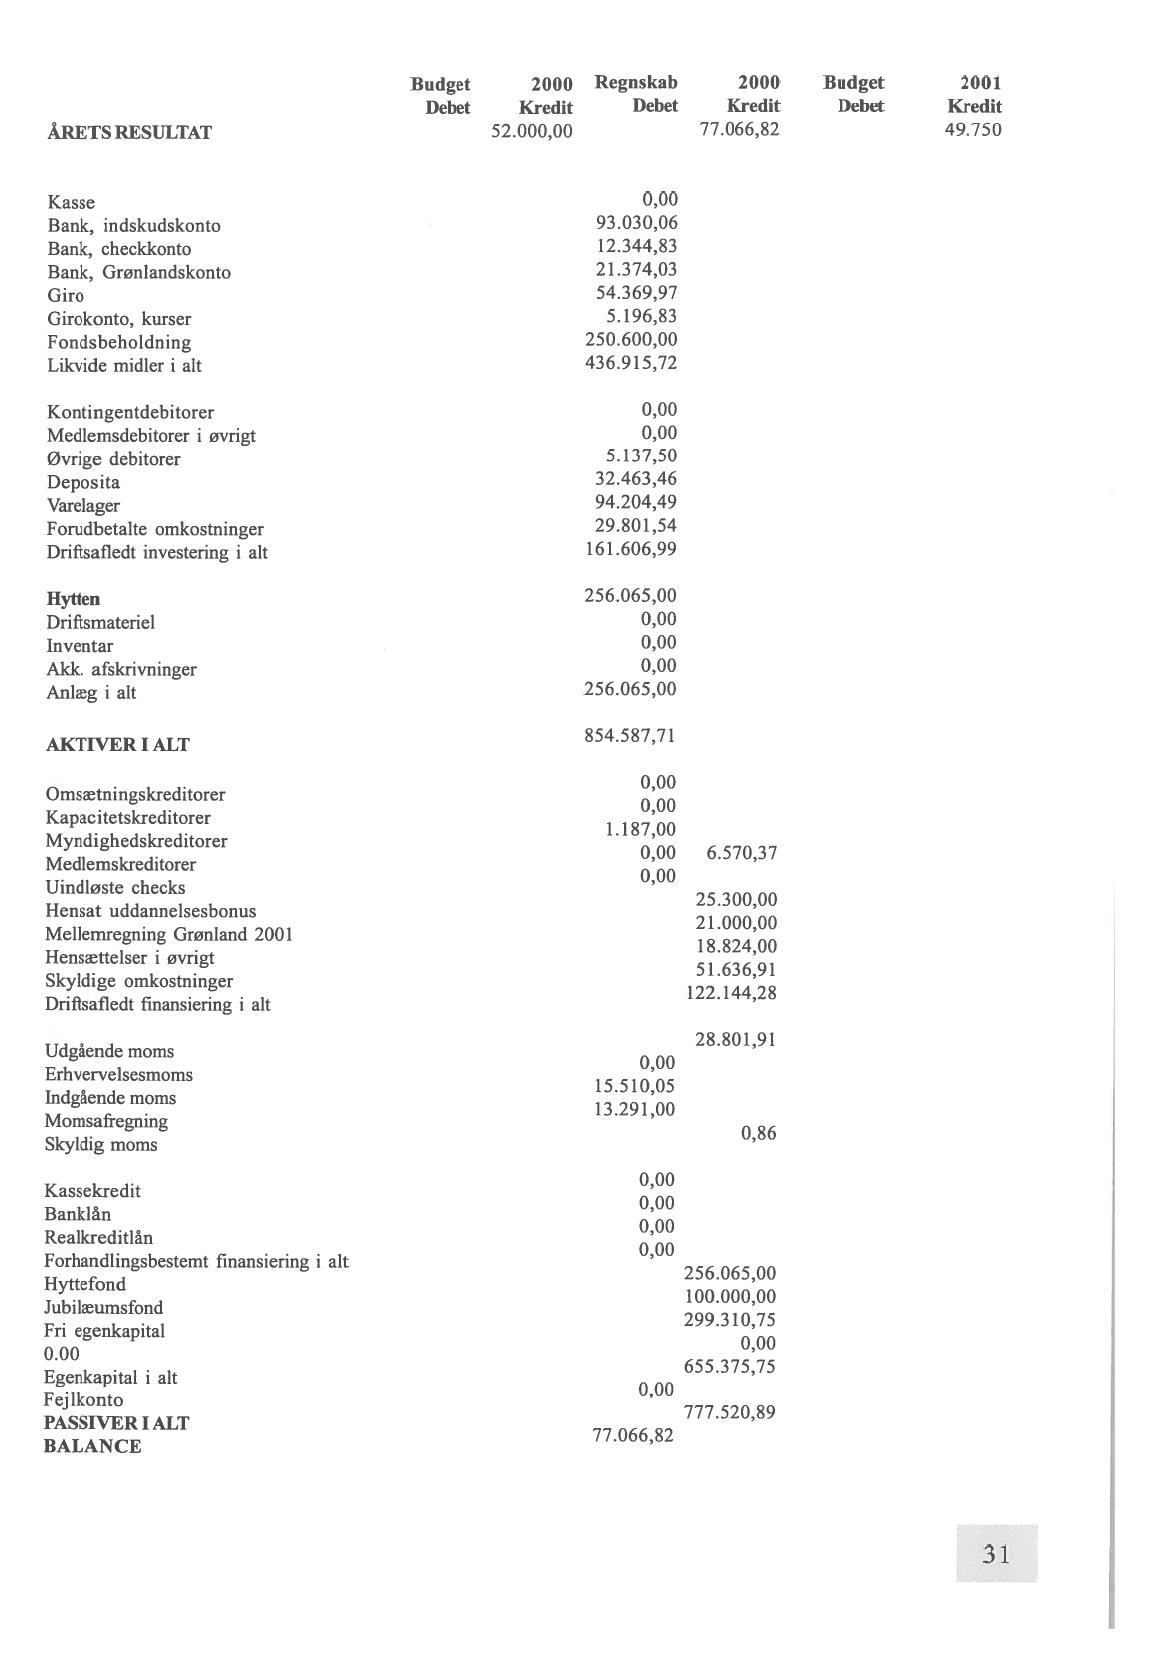 Budget 2000 Regnskab 2000 Budget 2001
Debet Kredit Debet Kredit Debet Kredit
ÅRETS RESULTAT 52.000,00 77.066,82 49.750
Kasse 0,00
Bank, indskudskonto 93.030,06
Bank, checkkonto 12.344,83
Bank, Grønlandskonto 21.374,03
Giro 54.369,97
Girokonto, kurser 5.196,83
Fondsbeholdning 250.600,00
Likvide midler i alt 436.915,72
Kontingentdebitorer 0,00
Medlemsdebitorer i øvrigt 0,00
Øvrige debitorer 5.137,50
Deposita 32.463,46
Varelager 94.204,49
Forudbetalte omkostninger 29.801,54
Driftsafledt investering i alt 161.606,99
Hytten 256.065,00
Driftsmateriel 0,00
Inventar 0,00
Akk. afskrivninger 0,00
Anlæg i alt 256.065,00
AKTIVER I ALT 854.587,71
Omsætningskreditorer 0,00
Kapacitetskreditorer 0,00
Myndighedskreditorer 1.187,00
Medlemskreditorer 0,00 6.570,37
Uindløste checks 0,00
Hensat uddannelsesbonus 25.300,00
Mellemregning Grønland 2001 21.000,00
Hensættelser i øvrigt 18.824,00
Skyldige omkostninger 51.636,91
Driftsafledt finansiering i alt 122.144,28
Udgående moms 28.801,91
Erhvervelsesmoms 0,00
Indgående moms 15.510,05
Momsafregning 13.291,00
Skyldig moms 0,86
Kassekredit 0,00
Banklån 0,00
Realkreditlån 0,00
Forhandlingsbestemt finansiering i alt 0,00
Hyttefond 256.065,00
Jubilæumsfond 100.000,00
Fri egenkapital 299.310,75
0.00 0,00
Egenkapital i alt 655.375,75
Fejlkonto 0,00
PASSIVER I ALT 777.520,89
BALANCE 77.066,82
31